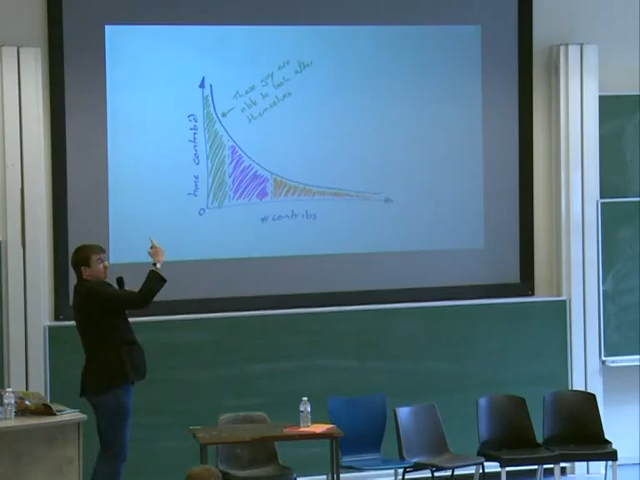 These guy are
able to look after
themselves
time contrib'd
0
# contribs